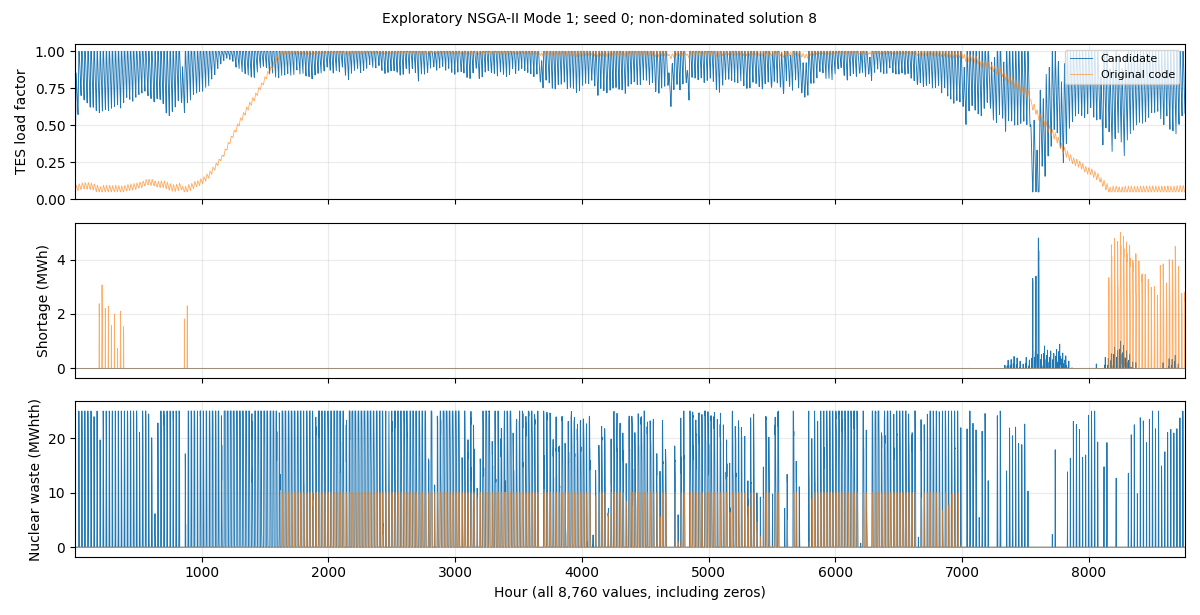 Exploratory NSGA-II Mode 1; seed 0; non-dominated solution 8
1.00
0.75
0.50
0.25
0.00
TES load factor
Candidate
Original code
4
2
0
Shortage (MWh)
20
10
0
Nuclear waste (MWhh)
1000
2000
3000
4000
5000
6000
7000
8000
Hour (all 8,760 values, including zeros)